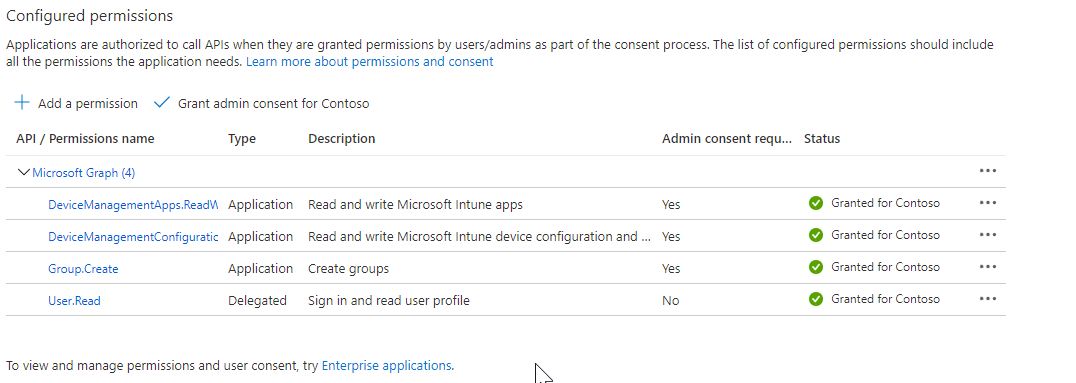 Configured permissions
Applications are authorized to call APIs when they are granted permissions by users/admins as part of the consent process. The list of configured permissions should include
all the permissions the application needs. Learn more about permissions and consent
Add a permission Grant admin consent for Contoso
API / Permissions name Type Description Admin consent requ... Status
Microsoft Graph (4) ...
DeviceManagementApps.ReadW Application Read and write Microsoft Intune apps Yes Granted for Contoso ...
DeviceManagementConfiguratic Application Read and write Microsoft Intune device configuration and ... Yes Granted for Contoso ...
Group.Create Application Create groups Yes Granted for Contoso ...
User.Read Delegated Sign in and read user profile No Granted for Contoso ...
To view and manage permissions and user consent, try Enterprise applications.